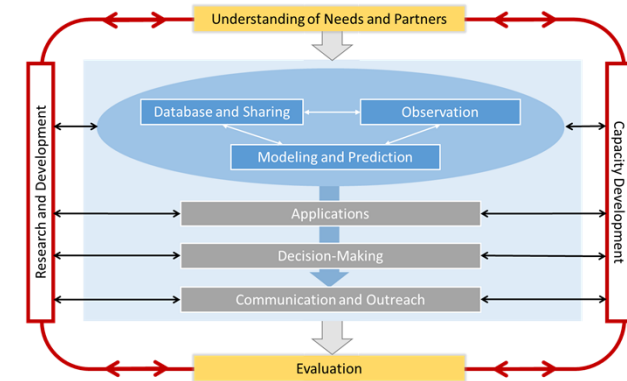 Understanding of Needs and Partners
Research and Development
Database and Sharing
Observation
Modeling and Prediction
Capacity Development
Applications
Decision-Making
Communication and Outreach
Evaluation